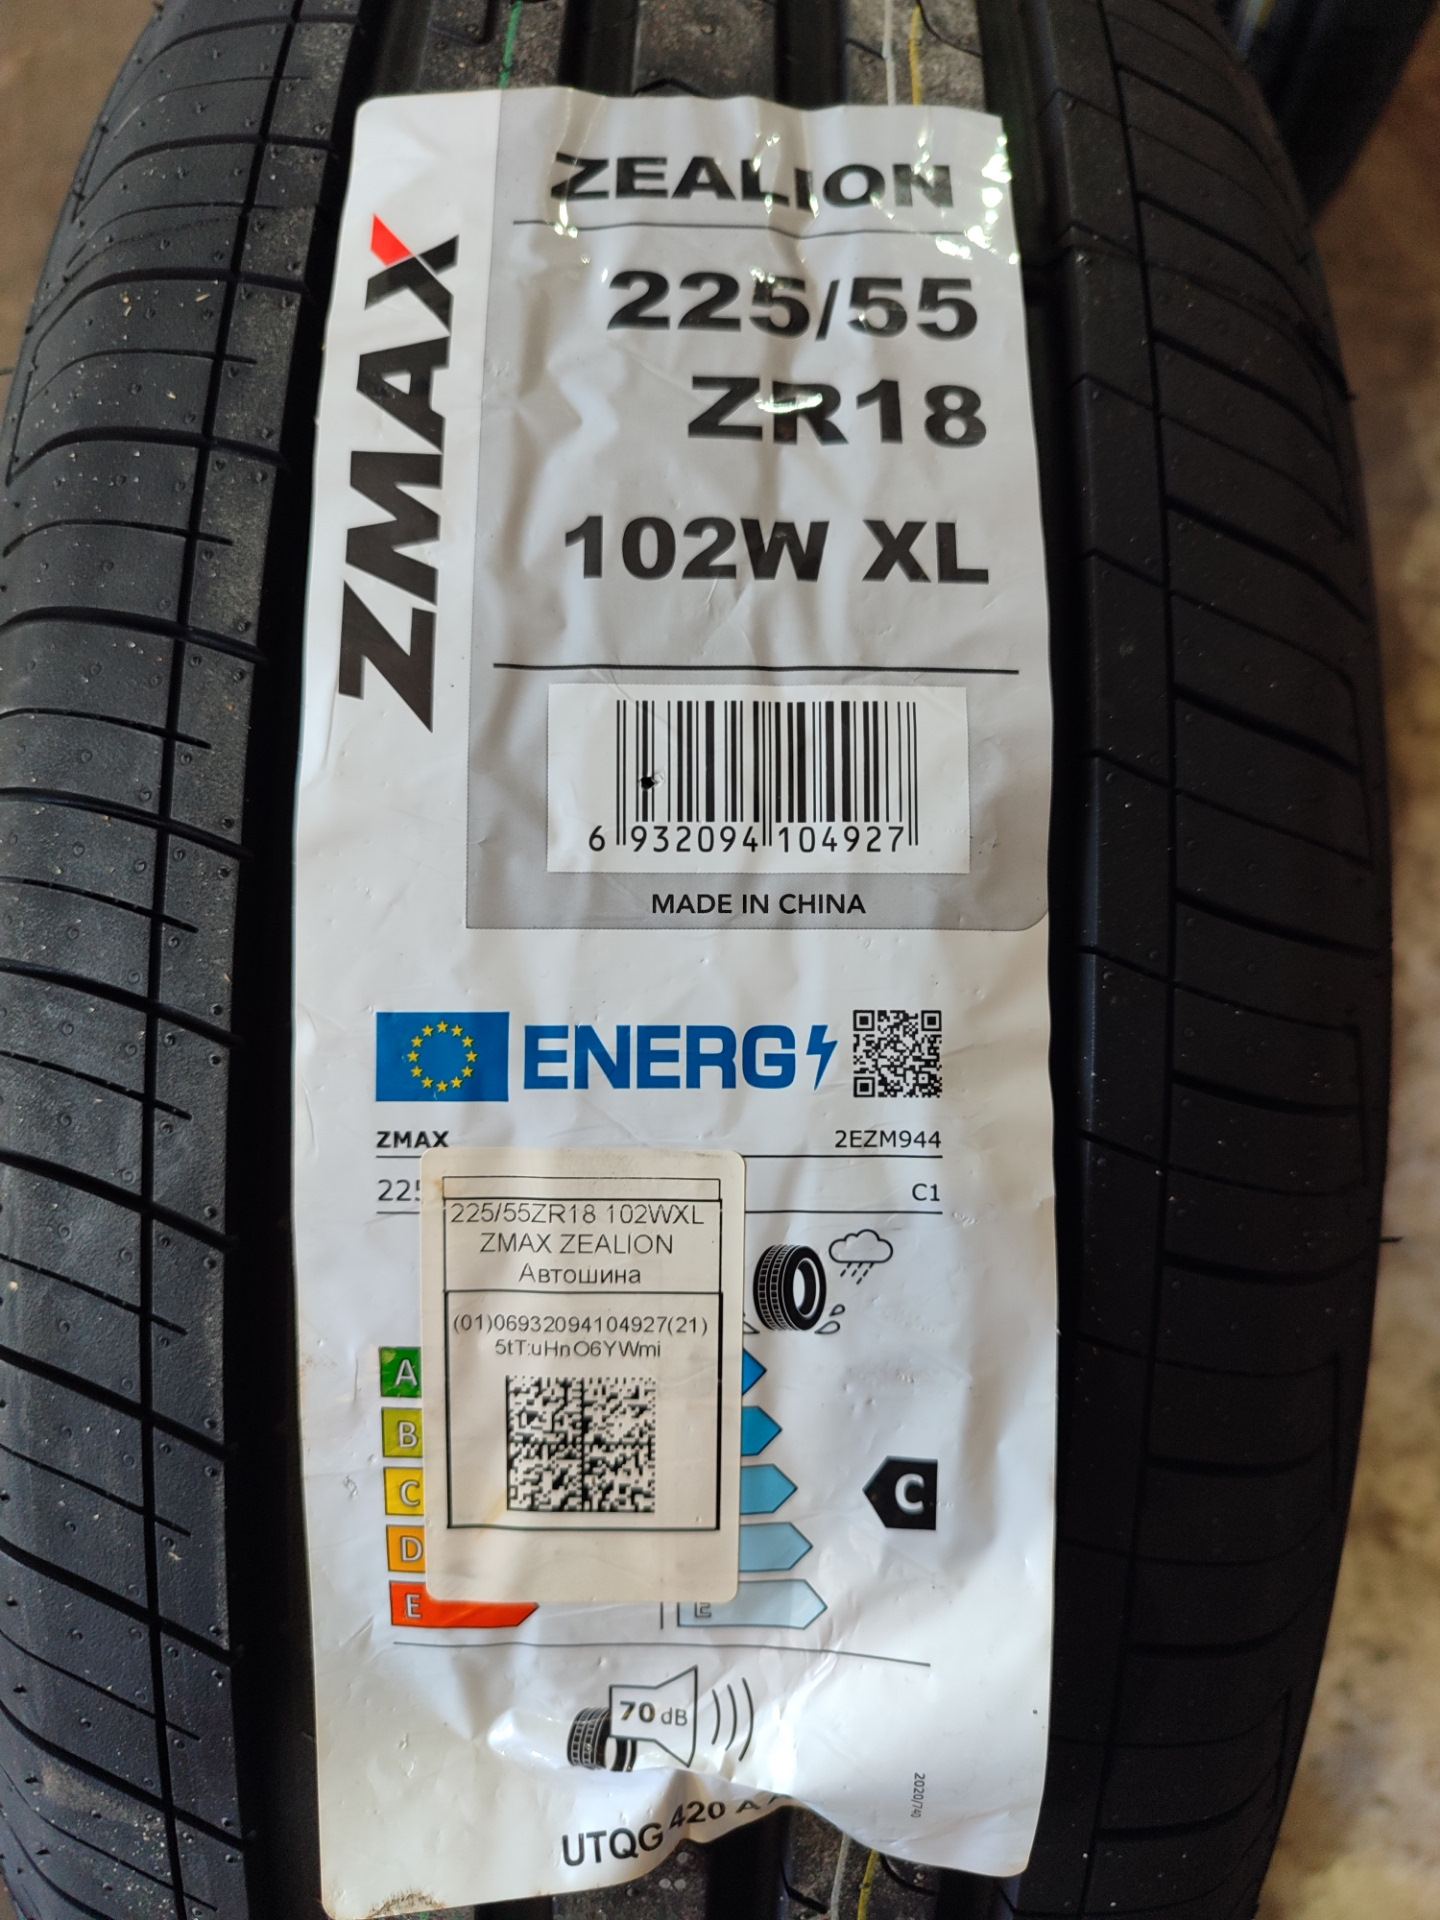 ZMAX
ZEALION
225/55
ZR18
102W XL
6 932094 104927
MADE IN CHINA
ENERG
ZMAX 2EZM944
C1
225/55ZR18 102WXL
ZMAX ZEALION
Автошина
(01)06932094104927(21)
5tT:uHnO6YWmi
A
B
C
D
E
E
C
70 dB
2020/740
UTQG 420 A